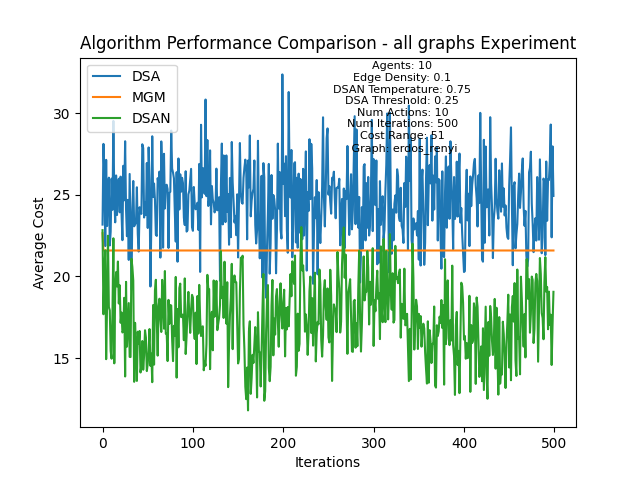 Algorithm Performance Comparison - all graphs Experiment
DSA
MGM
DSAN
Agents: 10
Edge Density: 0.1
DSAN Temperature: 0.75
DSA Threshold: 0.25
Num Actions: 10
Num Iterations: 500
Cost Range: 51
Graph: erdos_renyi
Average Cost
30
25
20
15
0
100
200
300
400
500
Iterations